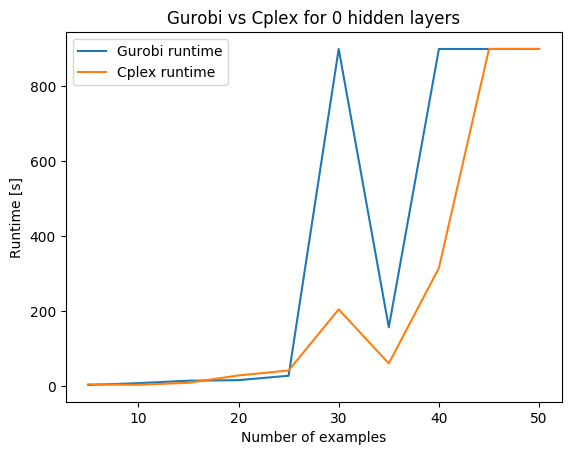 Gurobi vs Cplex for 0 hidden layers
Gurobi runtime
Cplex runtime
Runtime [s]
800
600
400
200
0
10
20
30
40
50
Number of examples